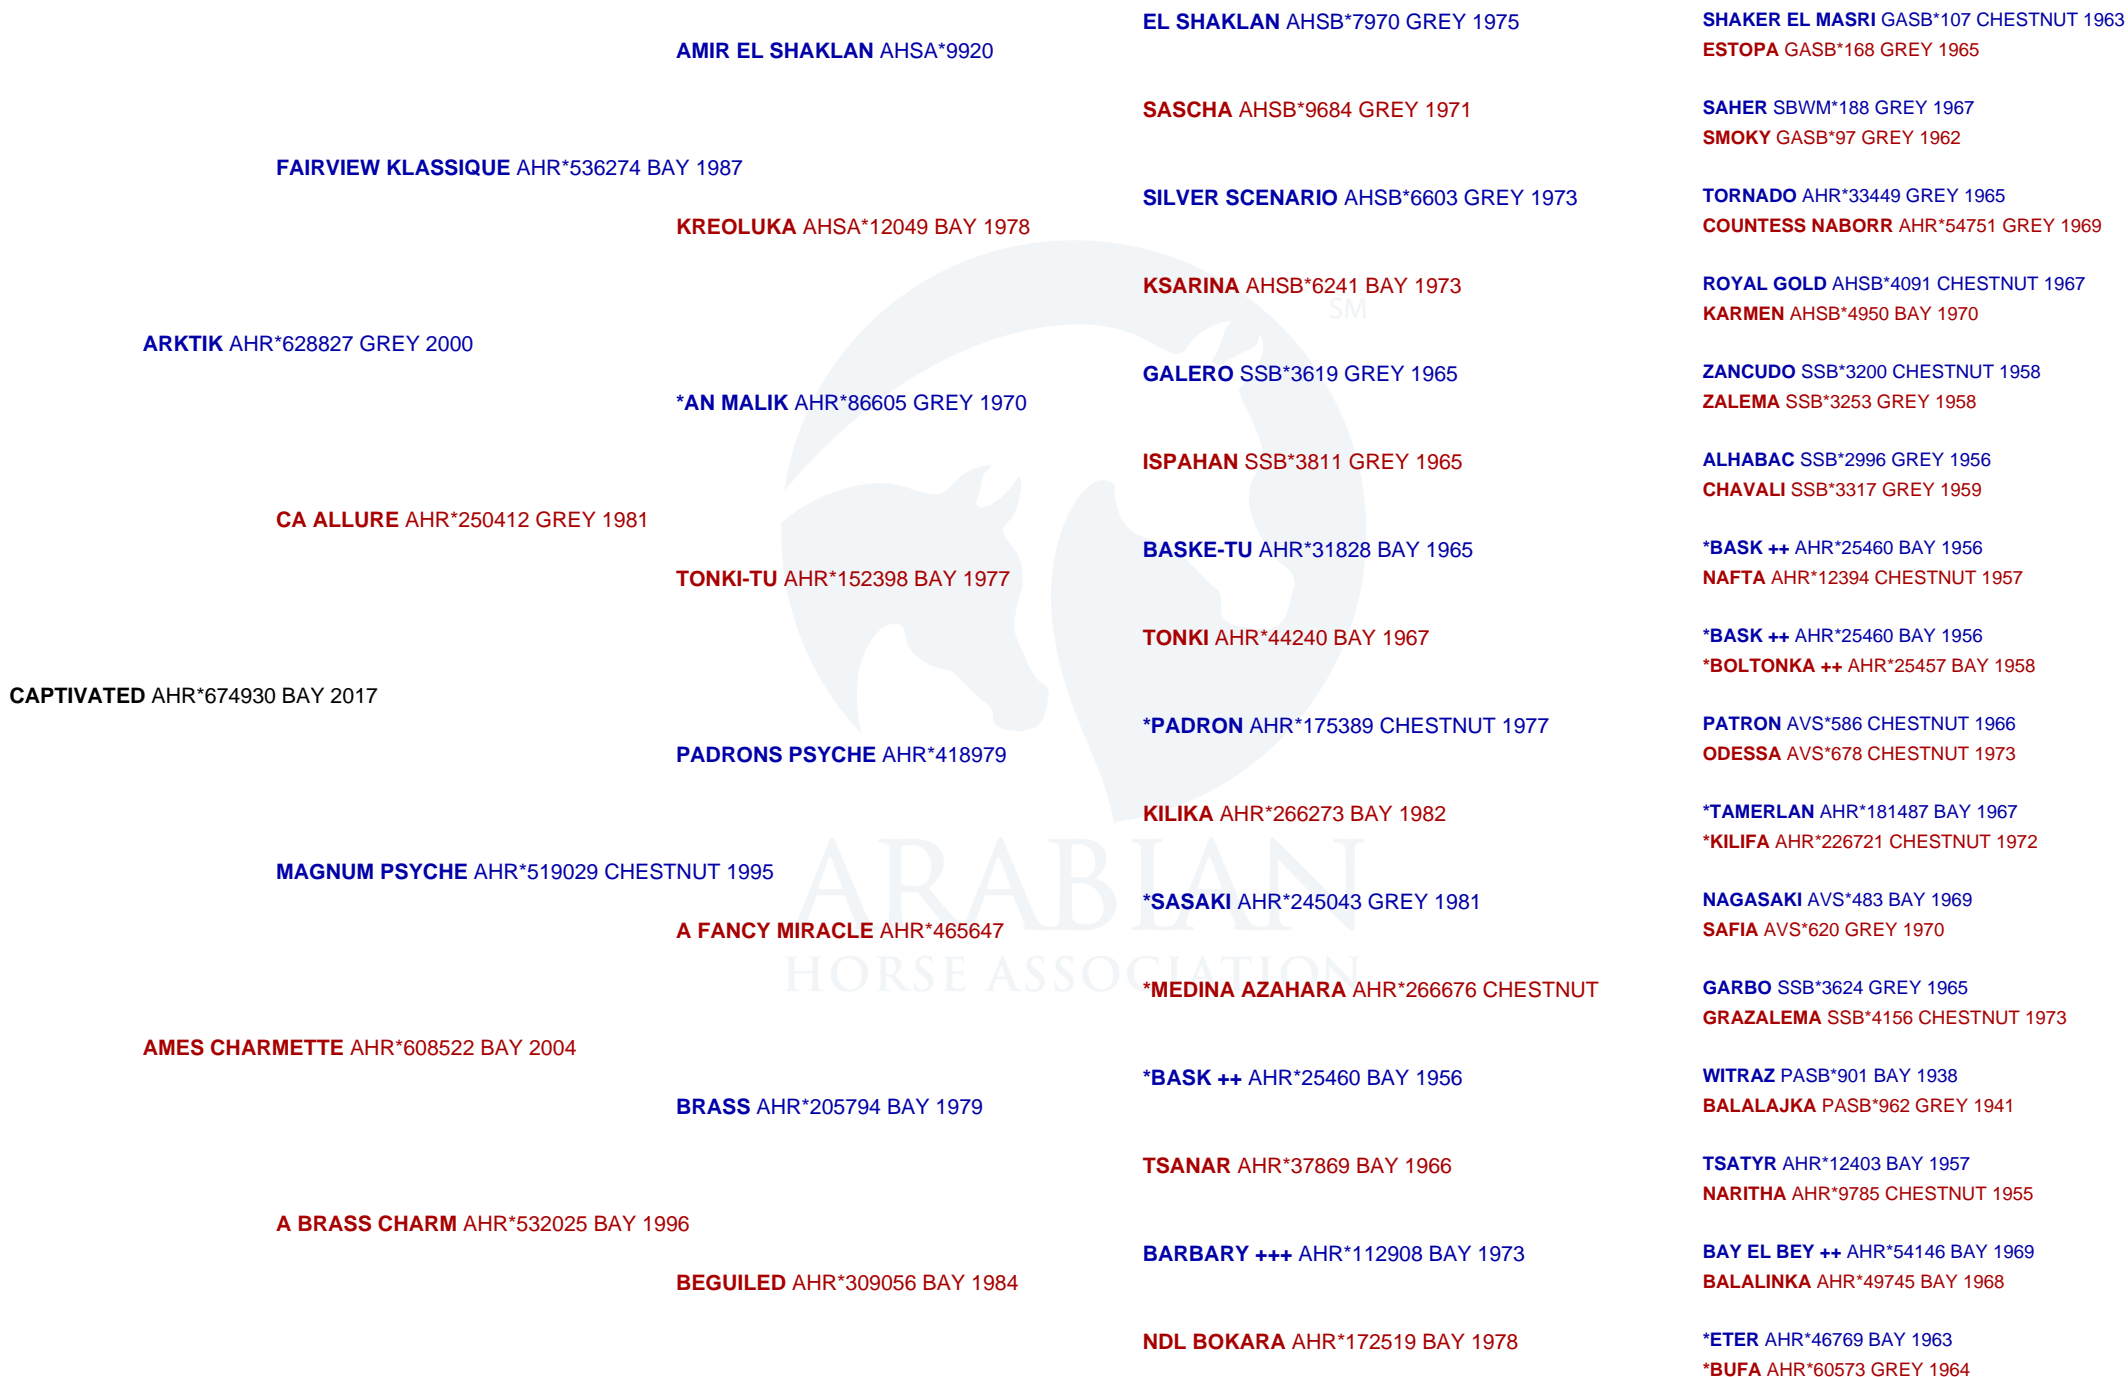 EL SHAKLAN AHSB*7970 GREY 1975
SHAKER EL MASRI GASB*107 CHESTNUT 1963
AMIR EL SHAKLAN AHSA*9920
ESTOPA GASB*168 GREY 1965
SASCHA AHSB*9684 GREY 1971
SAHER SBWM*188 GREY 1967
SMOKY GASB*97 GREY 1962
FAIRVIEW KLASSIQUE AHR*536274 BAY 1987
SILVER SCENARIO AHSB*6603 GREY 1973
TORNADO AHR*33449 GREY 1965
KREOLUKA AHSA*12049 BAY 1978
COUNTESS NABORR AHR*54751 GREY 1969
KSARINA AHSB*6241 BAY 1973
ROYAL GOLD AHSB*4091 CHESTNUT 1967
SM
KARMEN AHSB*4950 BAY 1970
ARKTIK AHR*628827 GREY 2000
GALERO SSB*3619 GREY 1965
ZANCUDO SSB*3200 CHESTNUT 1958
*AN MALIK AHR*86605 GREY 1970
ZALEMA SSB*3253 GREY 1958
ISPAHAN SSB*3811 GREY 1965
ALHABAC SSB*2996 GREY 1956
CHAVALI SSB*3317 GREY 1959
CA ALLURE AHR*250412 GREY 1981
BASKE-TU AHR*31828 BAY 1965
*BASK ++ AHR*25460 BAY 1956
TONKI-TU AHR*152398 BAY 1977
NAFTA AHR*12394 CHESTNUT 1957
TONKI AHR*44240 BAY 1967
*BASK ++ AHR*25460 BAY 1956
*BOLTONKA ++ AHR*25457 BAY 1958
CAPTIVATED AHR*674930 BAY 2017
*PADRON AHR*175389 CHESTNUT 1977
PATRON AVS*586 CHESTNUT 1966
PADRONS PSYCHE AHR*418979
ODESSA AVS*678 CHESTNUT 1973
KILIKA AHR*266273 BAY 1982
*TAMERLAN AHR*181487 BAY 1967
*KILIFA AHR*226721 CHESTNUT 1972
MAGNUM PSYCHE AHR*519029 CHESTNUT 1995
ARABIAN
*SASAKI AHR*245043 GREY 1981
NAGASAKI AVS*483 BAY 1969
A FANCY MIRACLE AHR*465647
SAFIA AVS*620 GREY 1970
HORSE ASSOCIATION
*MEDINA AZAHARA AHR*266676 CHESTNUT
GARBO SSB*3624 GREY 1965
GRAZALEMA SSB*4156 CHESTNUT 1973
AMES CHARMETTE AHR*608522 BAY 2004
*BASK ++ AHR*25460 BAY 1956
WITRAZ PASB*901 BAY 1938
BRASS AHR*205794 BAY 1979
BALALAJKA PASB*962 GREY 1941
TSANAR AHR*37869 BAY 1966
TSATYR AHR*12403 BAY 1957
NARITHA AHR*9785 CHESTNUT 1955
A BRASS CHARM AHR*532025 BAY 1996
BARBARY +++ AHR*112908 BAY 1973
BAY EL BEY ++ AHR*54146 BAY 1969
BEGUILED AHR*309056 BAY 1984
BALALINKA AHR*49745 BAY 1968
NDL BOKARA AHR*172519 BAY 1978
*ETER AHR*46769 BAY 1963
*BUFA AHR*60573 GREY 1964